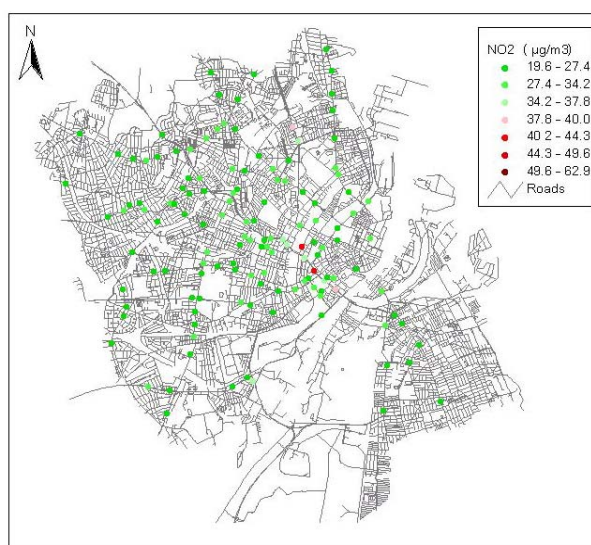 N
NO2 ( µg/m3)
19.6 - 27.4
27.4 - 34.2
34.2 - 37.8
37.8 - 40.0
40.2 - 44.3
44.3 - 49.6
49.6 - 62.9
Roads